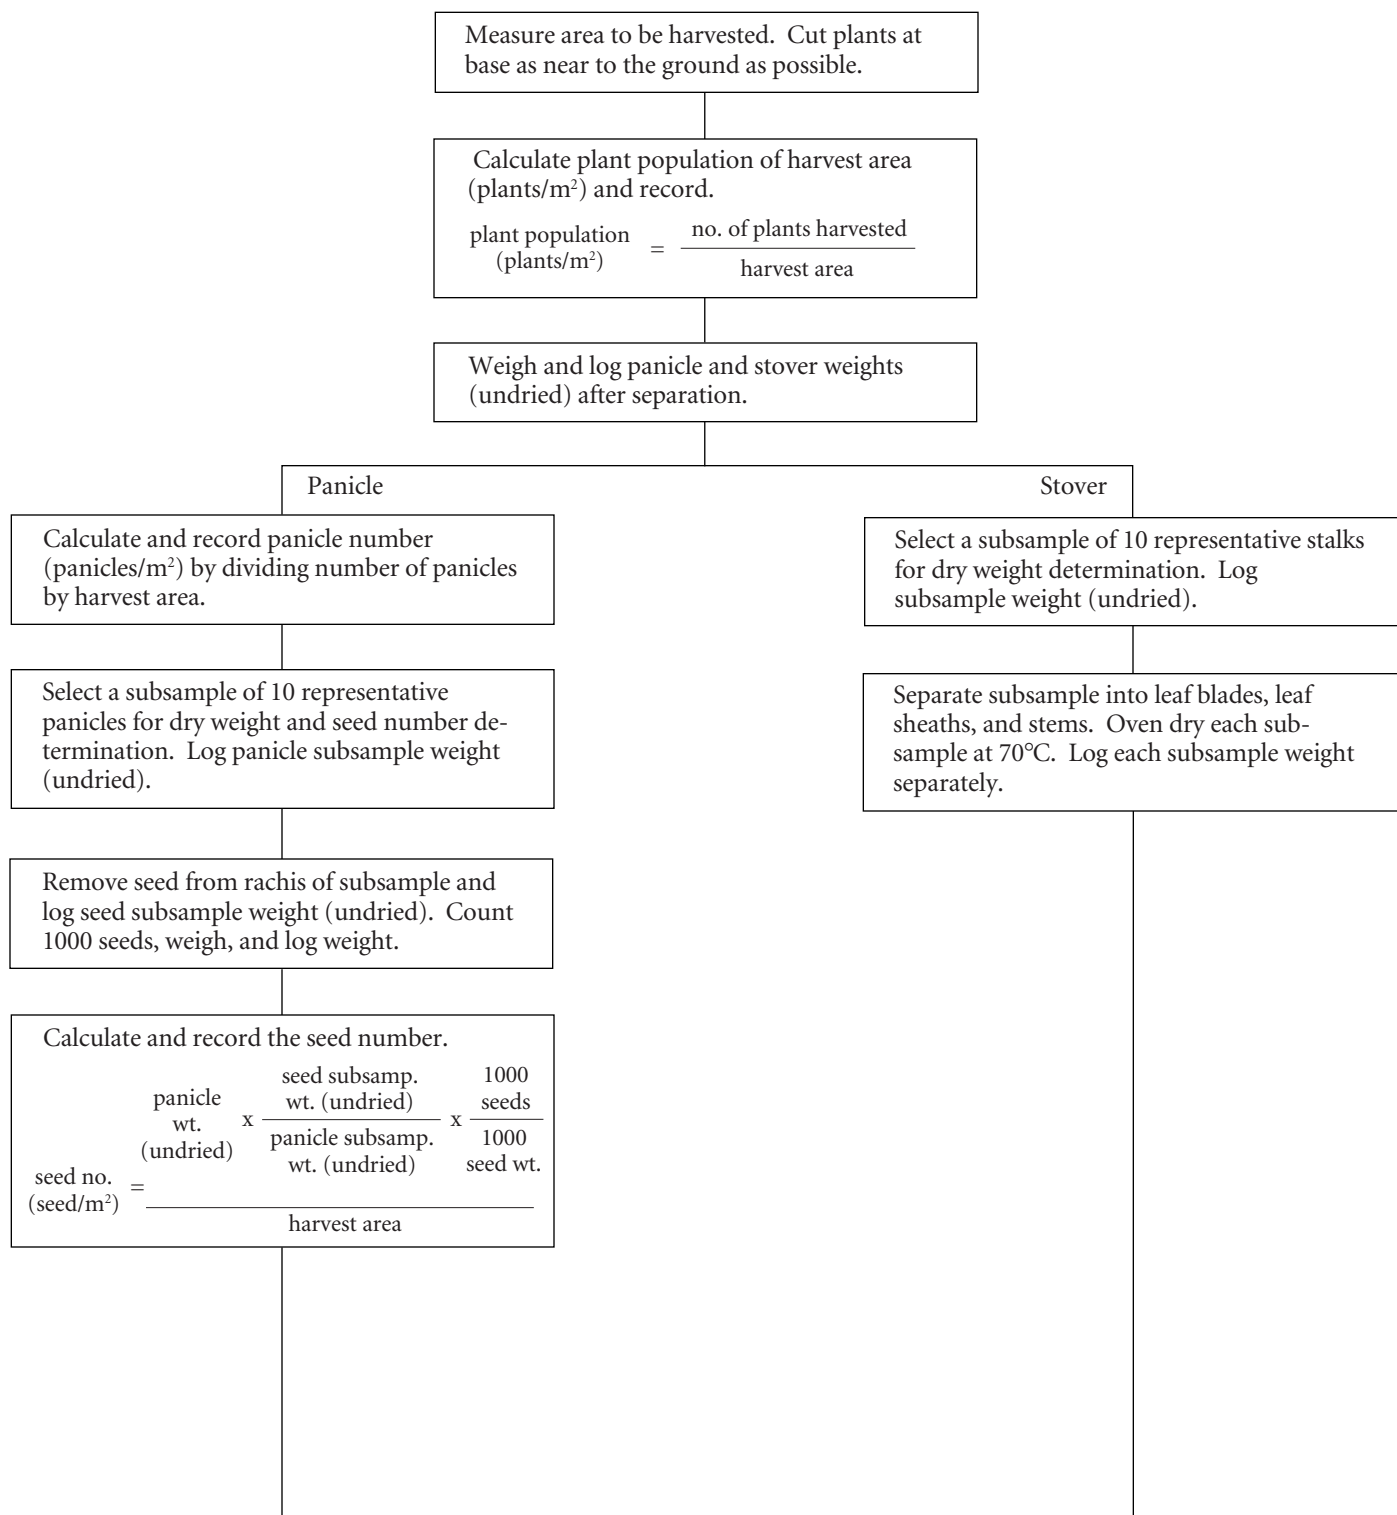 Measure area to be harvested. Cut plants at
base as near to the ground as possible.
Calculate plant population of harvest area
(plants/m²) and record.
plant population
(plants/m²)
=
no. of plants harvested
harvest area
Weigh and log panicle and stover weights
(undried) after separation.
Panicle
Calculate and record panicle number
(panicles/m²) by dividing number of panicles
by harvest area.
Select a subsample of 10 representative
panicles for dry weight and seed number de-
termination. Log panicle subsample weight
(undried).
Remove seed from rachis of subsample and
log seed subsample weight (undried). Count
1000 seeds, weigh, and log weight.
Calculate and record the seed number.
seed no.
(seed/m²)
=
panicle
wt.
(undried)
x
seed subsamp.
wt. (undried)
panicle subsamp.
wt. (undried)
x
1000
seeds
1000
seed wt.
harvest area
Stover
Select a subsample of 10 representative stalks
for dry weight determination. Log
subsample weight (undried).
Separate subsample into leaf blades, leaf
sheaths, and stems. Oven dry each sub-
sample at 70°C. Log each subsample weight
separately.